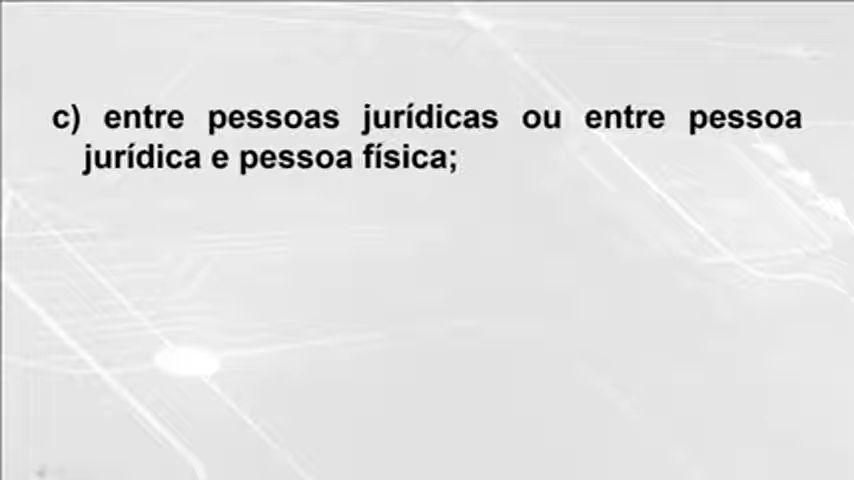 c) entre pessoas jurídicas ou entre pessoa
jurídica e pessoa física;